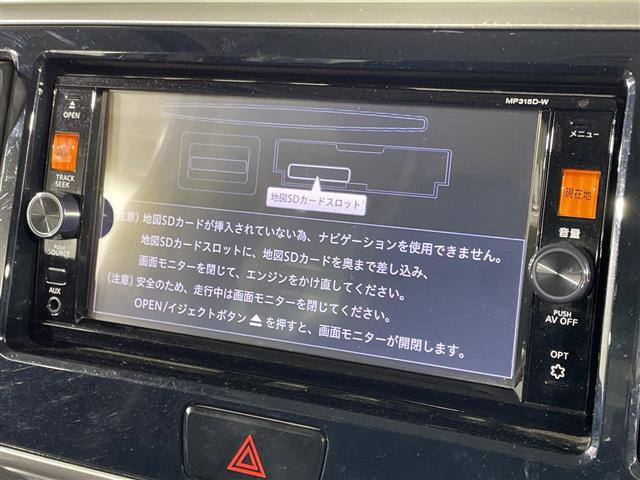 MP315D-W
OPEN
AV
TRACK
SEEK
PUSH
SOURCE
AUX
メニュー
現在地
音量
PUSH
AV OFF
OPT
地図SDカードスロット
(注意) 地図SDカードが挿入されていない為、ナビゲーションを使用できません。
地図SDカードスロットに、地図SDカードを奥まで差し込み、
画面モニターを閉じて、エンジンをかけ直してください。
(注意) 安全のため、走行中は画面モニターを閉じてください。
OPEN/イジェクトボタン⏏を押すと、画面モニターが開閉します。